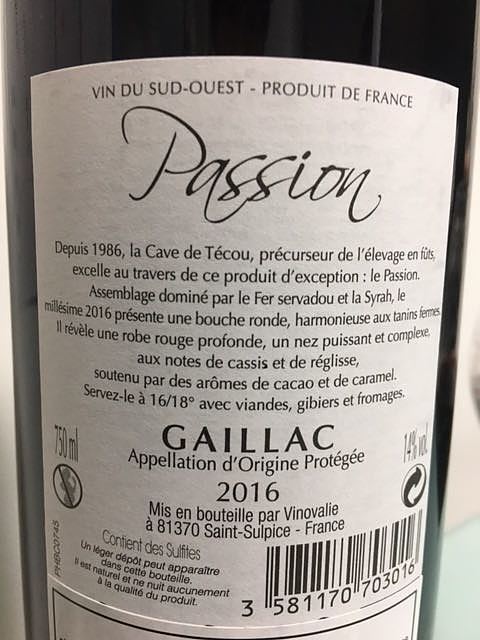 VIN DU SUD-OUEST - PRODUIT DE FRANCE
Passion
Depuis 1986, la Cave de Técou, précurseur de l'élevage en fûts,
excelle au travers de ce produit d'exception : le Passion.
Assemblage dominé par le Fer servadou et la Syrah, le
millésime 2016 présente une bouche ronde, harmonieuse aux tanins fermes.
Il révèle une robe rouge profonde, un nez puissant et complexe,
aux notes de cassis et de réglisse,
soutenu par des arômes de cacao et de caramel.
Servez-le à 16/18° avec viandes, gibiers et fromages.
750 ml
GAILLAC
14% vol.
Appellation d'Origine Protégée
2016
Mis en bouteille par Vinovalie
à 81370 Saint-Sulpice - France
PHBC0745
Contient des Sulfites
Un léger dépôt peut apparaître
dans cette bouteille.
Il est naturel et ne nuit aucunement
à la qualité du produit.
3 581170 703016